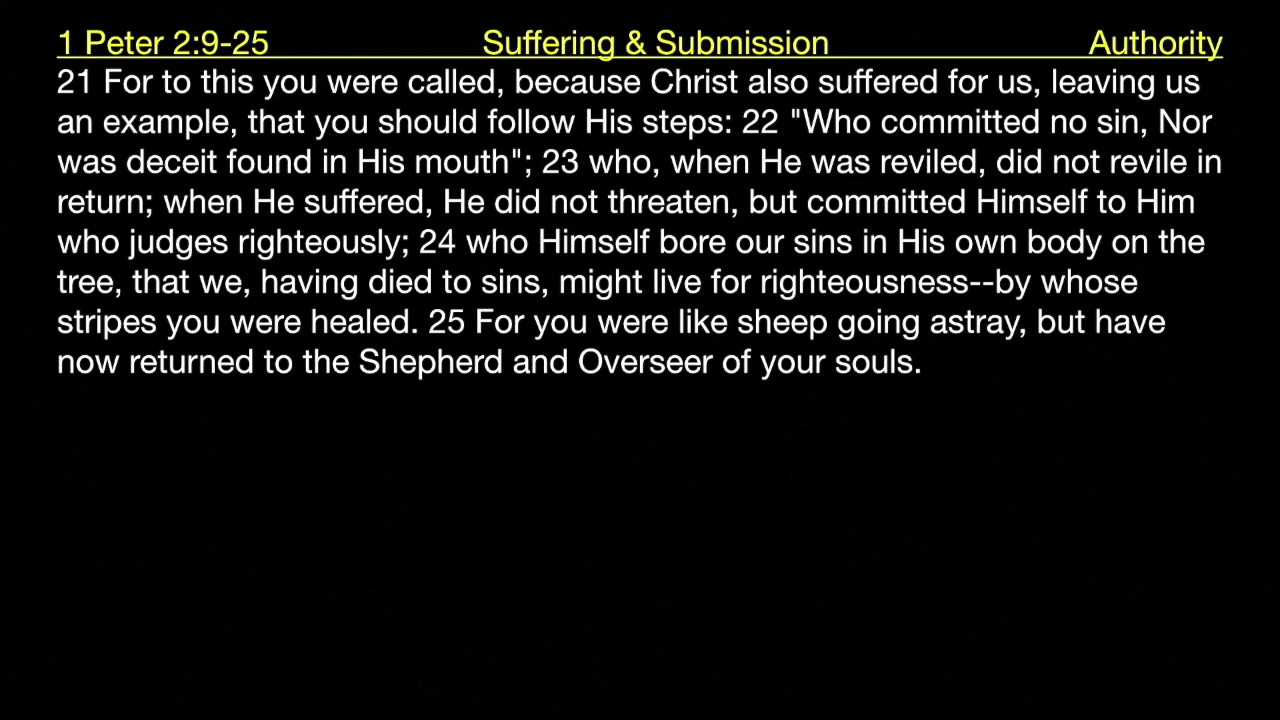 1 Peter 2:9-25 Suffering & Submission Authority
21 For to this you were called, because Christ also suffered for us, leaving us
an example, that you should follow His steps: 22 "Who committed no sin, Nor
was deceit found in His mouth"; 23 who, when He was reviled, did not revile in
return; when He suffered, He did not threaten, but committed Himself to Him
who judges righteously; 24 who Himself bore our sins in His own body on the
tree, that we, having died to sins, might live for righteousness--by whose
stripes you were healed. 25 For you were like sheep going astray, but have
now returned to the Shepherd and Overseer of your souls.